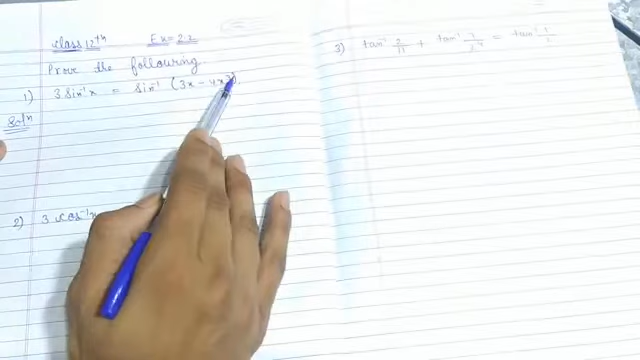 class 12th Ex= 2.2
Prove the following
1) 3 sin⁻¹x = sin⁻¹ (3x - 4x³)
Solⁿ
2) 3 cos⁻¹x
3) tan⁻¹ 2/11 + tan⁻¹ 7/24 = tan⁻¹ 1/2